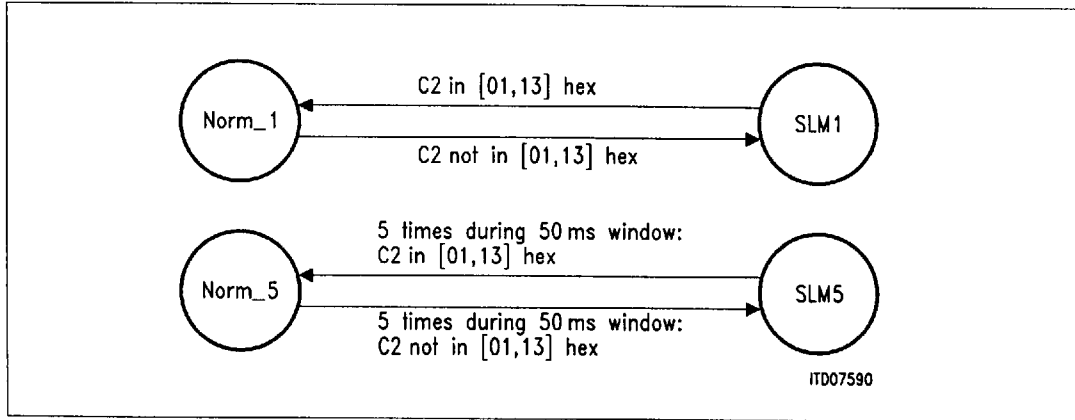 C2 in [01,13] hex
Norm_1
SLM1
C2 not in [01,13] hex
5 times during 50 ms window:
C2 in [01,13] hex
Norm_5
SLM5
5 times during 50 ms window:
C2 not in [01,13] hex
ITD07590